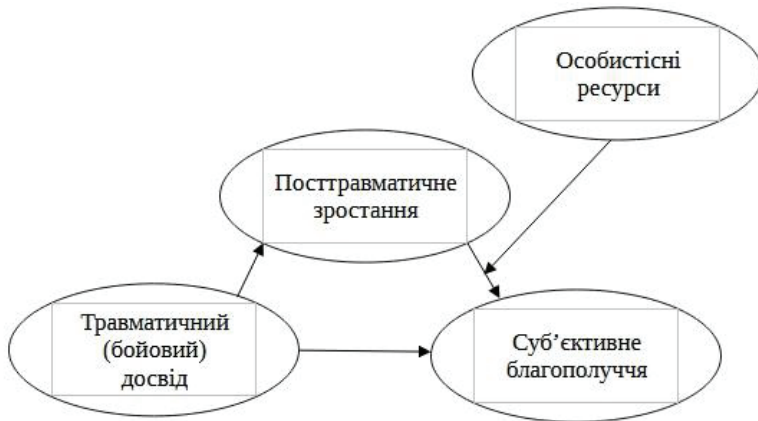 Особистісні
ресурси
Посттравматичне
зростання
Травматичний
(бойовий)
досвід
Суб’єктивне
благополуччя